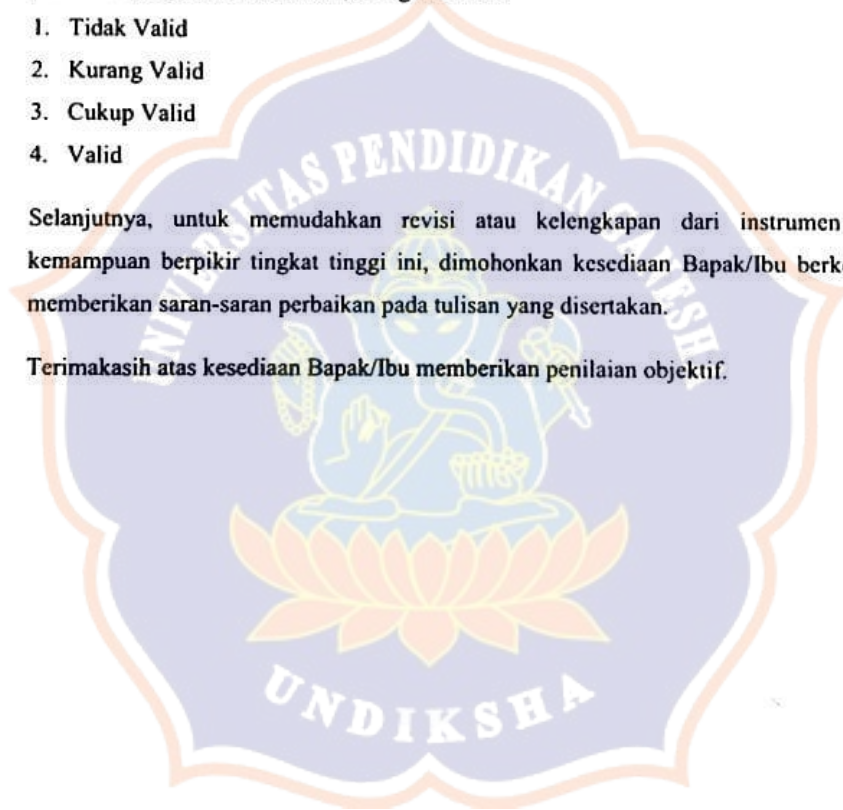 1. Tidak Valid
2. Kurang Valid
3. Cukup Valid
4. Valid
Selanjutnya, untuk memudahkan revisi atau kelengkapan dari instrumen
kemampuan berpikir tingkat tinggi ini, dimohonkan kesediaan Bapak/Ibu
memberikan saran-saran perbaikan pada tulisan yang disertakan.
Terimakasih atas kesediaan Bapak/Ibu memberikan penilaian objektif.
UNIVERSITAS PENDIDIKAN GANESHA
UNDIKSHA